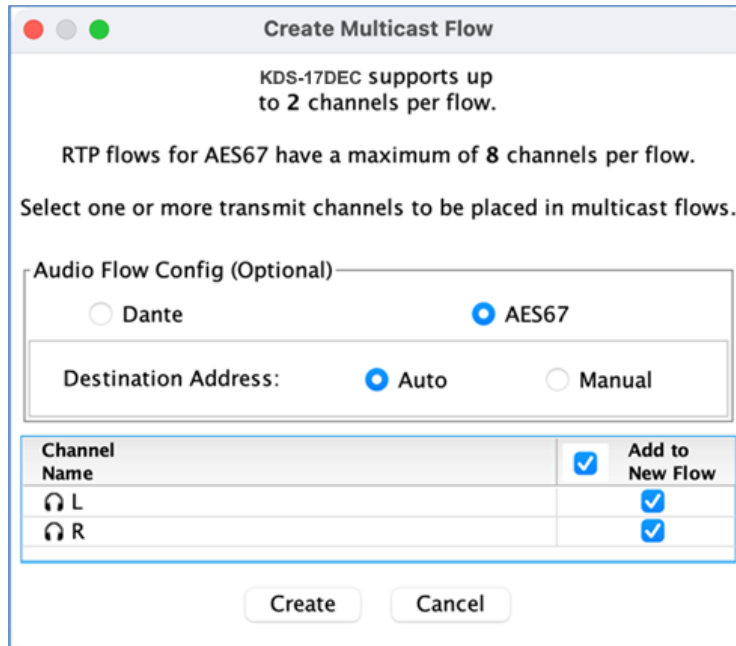 Create Multicast Flow
KDS-17DEC supports up
to 2 channels per flow.
RTP flows for AES67 have a maximum of 8 channels per flow.
Select one or more transmit channels to be placed in multicast flows.
Audio Flow Config (Optional)
Dante AES67
Destination Address: Auto Manual
Channel Name Add to New Flow
L
R
Create Cancel